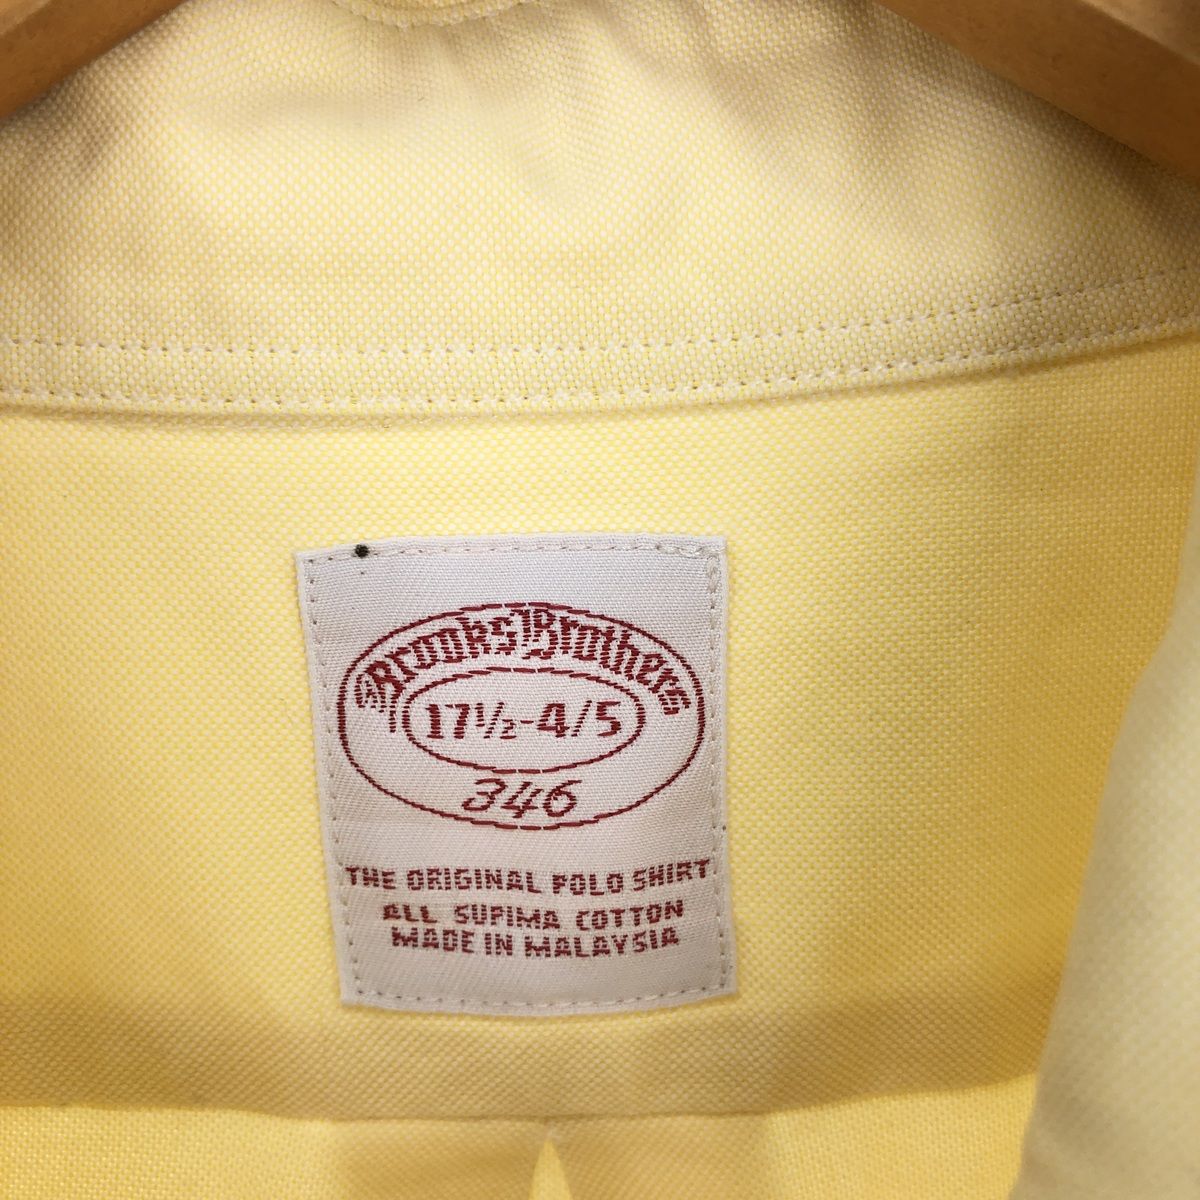 Brooks Brothers
17½-4/5
346
THE ORIGINAL POLO SHIRT
ALL SUPIMA COTTON
MADE IN MALAYSIA